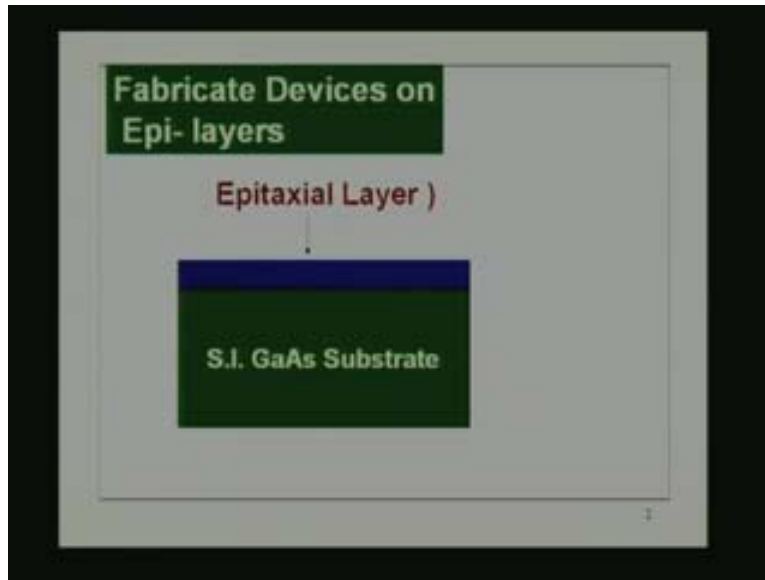 Fabricate Devices on
Epi- layers
Epitaxial Layer )
S.I. GaAs Substrate